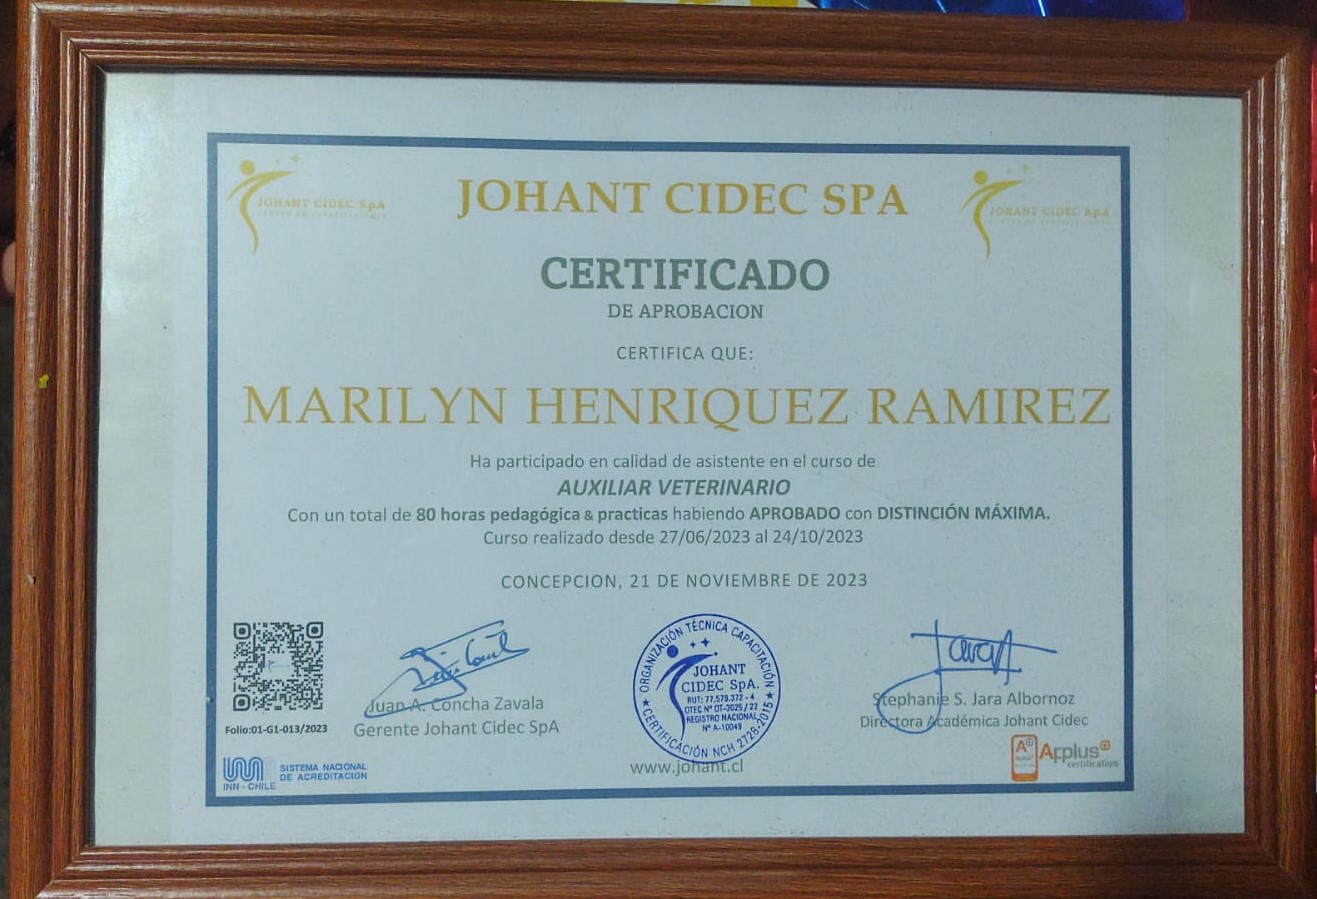 JOHANT CIDEC SpA
JOHANT CIDEC SPA
JOHANT CIDEC SpA
CERTIFICADO
DE APROBACION
CERTIFICA QUE:
MARILYN HENRIQUEZ RAMIREZ
Ha participado en calidad de asistente en el curso de
AUXILIAR VETERINARIO
Con un total de 80 horas pedagógica & practicas habiendo APROBADO con DISTINCIÓN MÁXIMA.
Curso realizado desde 27/06/2023 al 24/10/2023
CONCEPCION, 21 DE NOVIEMBRE DE 2023
Folio:01-G1-013/2023
Juan A. Concha Zavala
Gerente Johant Cidec SpA
ORGANIZACIÓN TÉCNICA CAPACITACIÓN
JOHANT
CIDEC SpA.
RUT: 77.579.372 - 4
OTEC Nº OT-3025 / 22
REGISTRO NACIONAL
Nº A-10049
CERTIFICACIÓN NCH 2728-2015
www.johant.cl
Stephanie S. Jara Albornoz
Directora Académica Johant Cidec
INN - CHILE
SISTEMA NACIONAL
DE ACREDITACION
A+
Applus+
certification